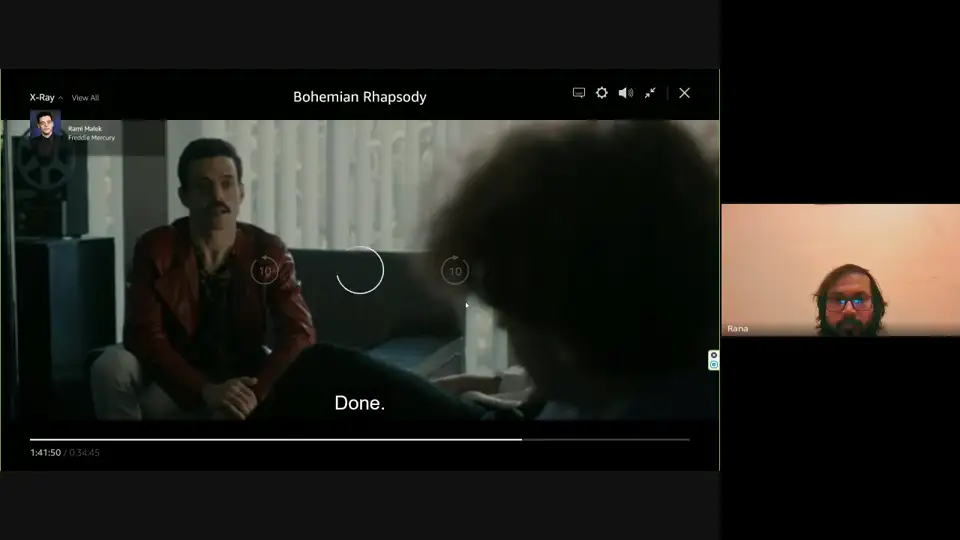 X-Ray View All
Bohemian Rhapsody
Rami Malek
Freddie Mercury
10
10
Done.
1:41:50 / 0:34:45
Rana